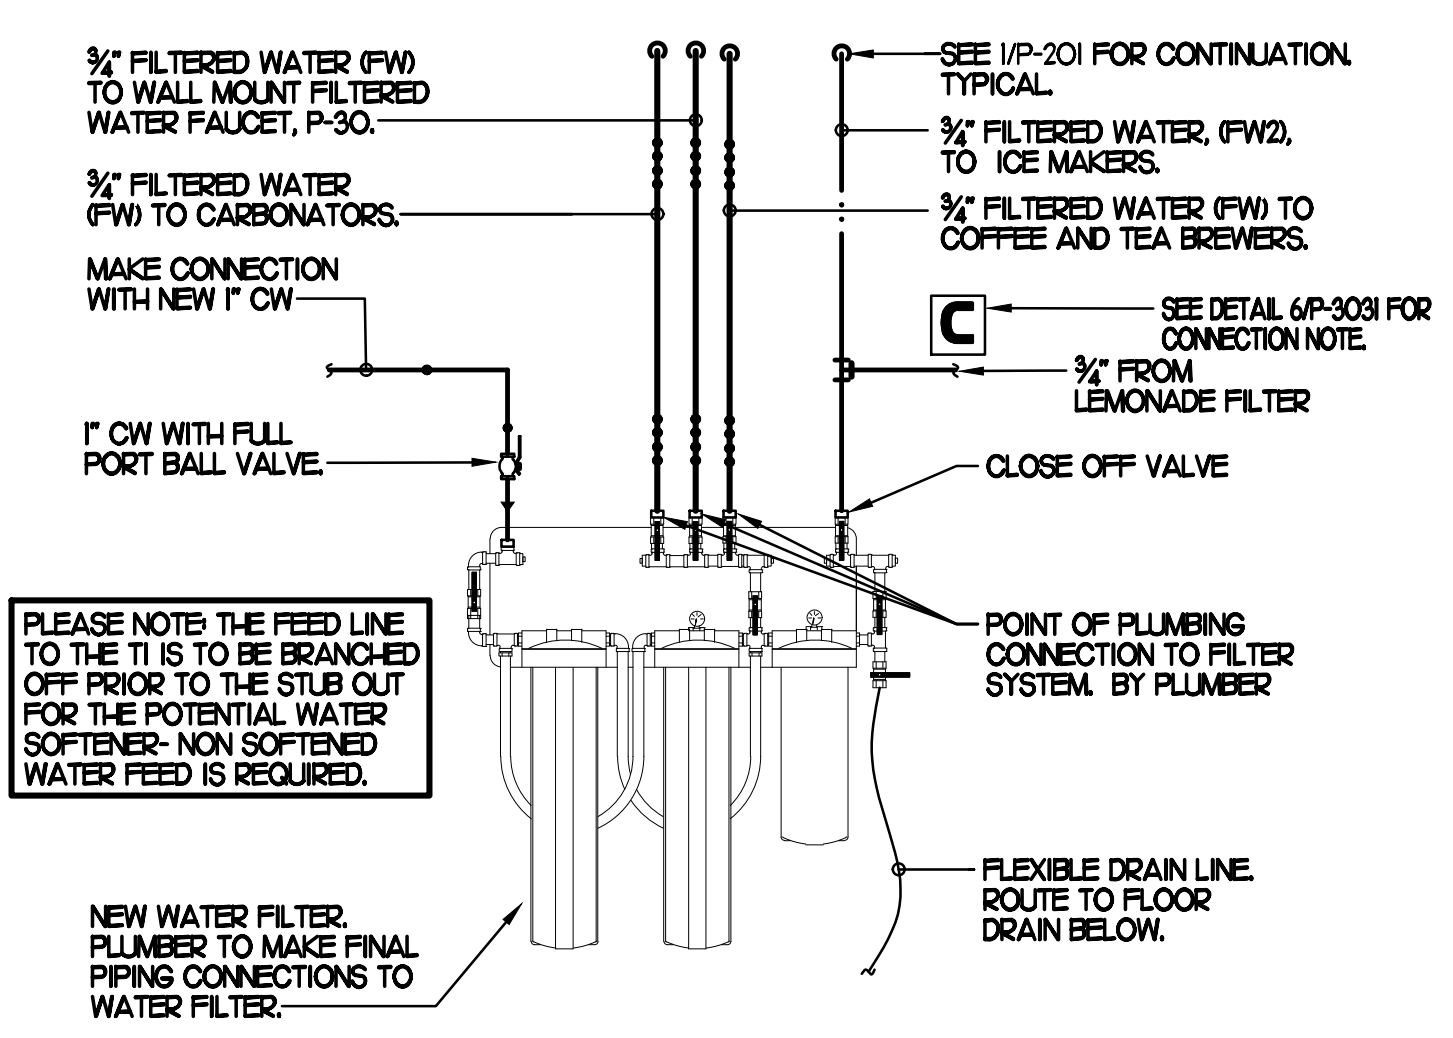 ¾" FILTERED WATER (FW)
TO WALL MOUNT FILTERED
WATER FAUCET, P-30.
¾" FILTERED WATER
(FW) TO CARBONATORS.
MAKE CONNECTION
WITH NEW 1" CW
1" CW WITH FULL
PORT BALL VALVE.
PLEASE NOTE: THE FEED LINE
TO THE T1 IS TO BE BRANCHED
OFF PRIOR TO THE STUB OUT
FOR THE POTENTIAL WATER
SOFTENER- NON SOFTENED
WATER FEED IS REQUIRED.
NEW WATER FILTER.
PLUMBER TO MAKE FINAL
PIPING CONNECTIONS TO
WATER FILTER.
SEE 1/P-201 FOR CONTINUATION.
TYPICAL.
¾" FILTERED WATER, (FW2),
TO ICE MAKERS.
¾" FILTERED WATER (FW) TO
COFFEE AND TEA BREWERS.
C
SEE DETAIL 6/P-3031 FOR
CONNECTION NOTE.
¾" FROM
LEMONADE FILTER
CLOSE OFF VALVE
POINT OF PLUMBING
CONNECTION TO FILTER
SYSTEM. BY PLUMBER
FLEXIBLE DRAIN LINE.
ROUTE TO FLOOR
DRAIN BELOW.